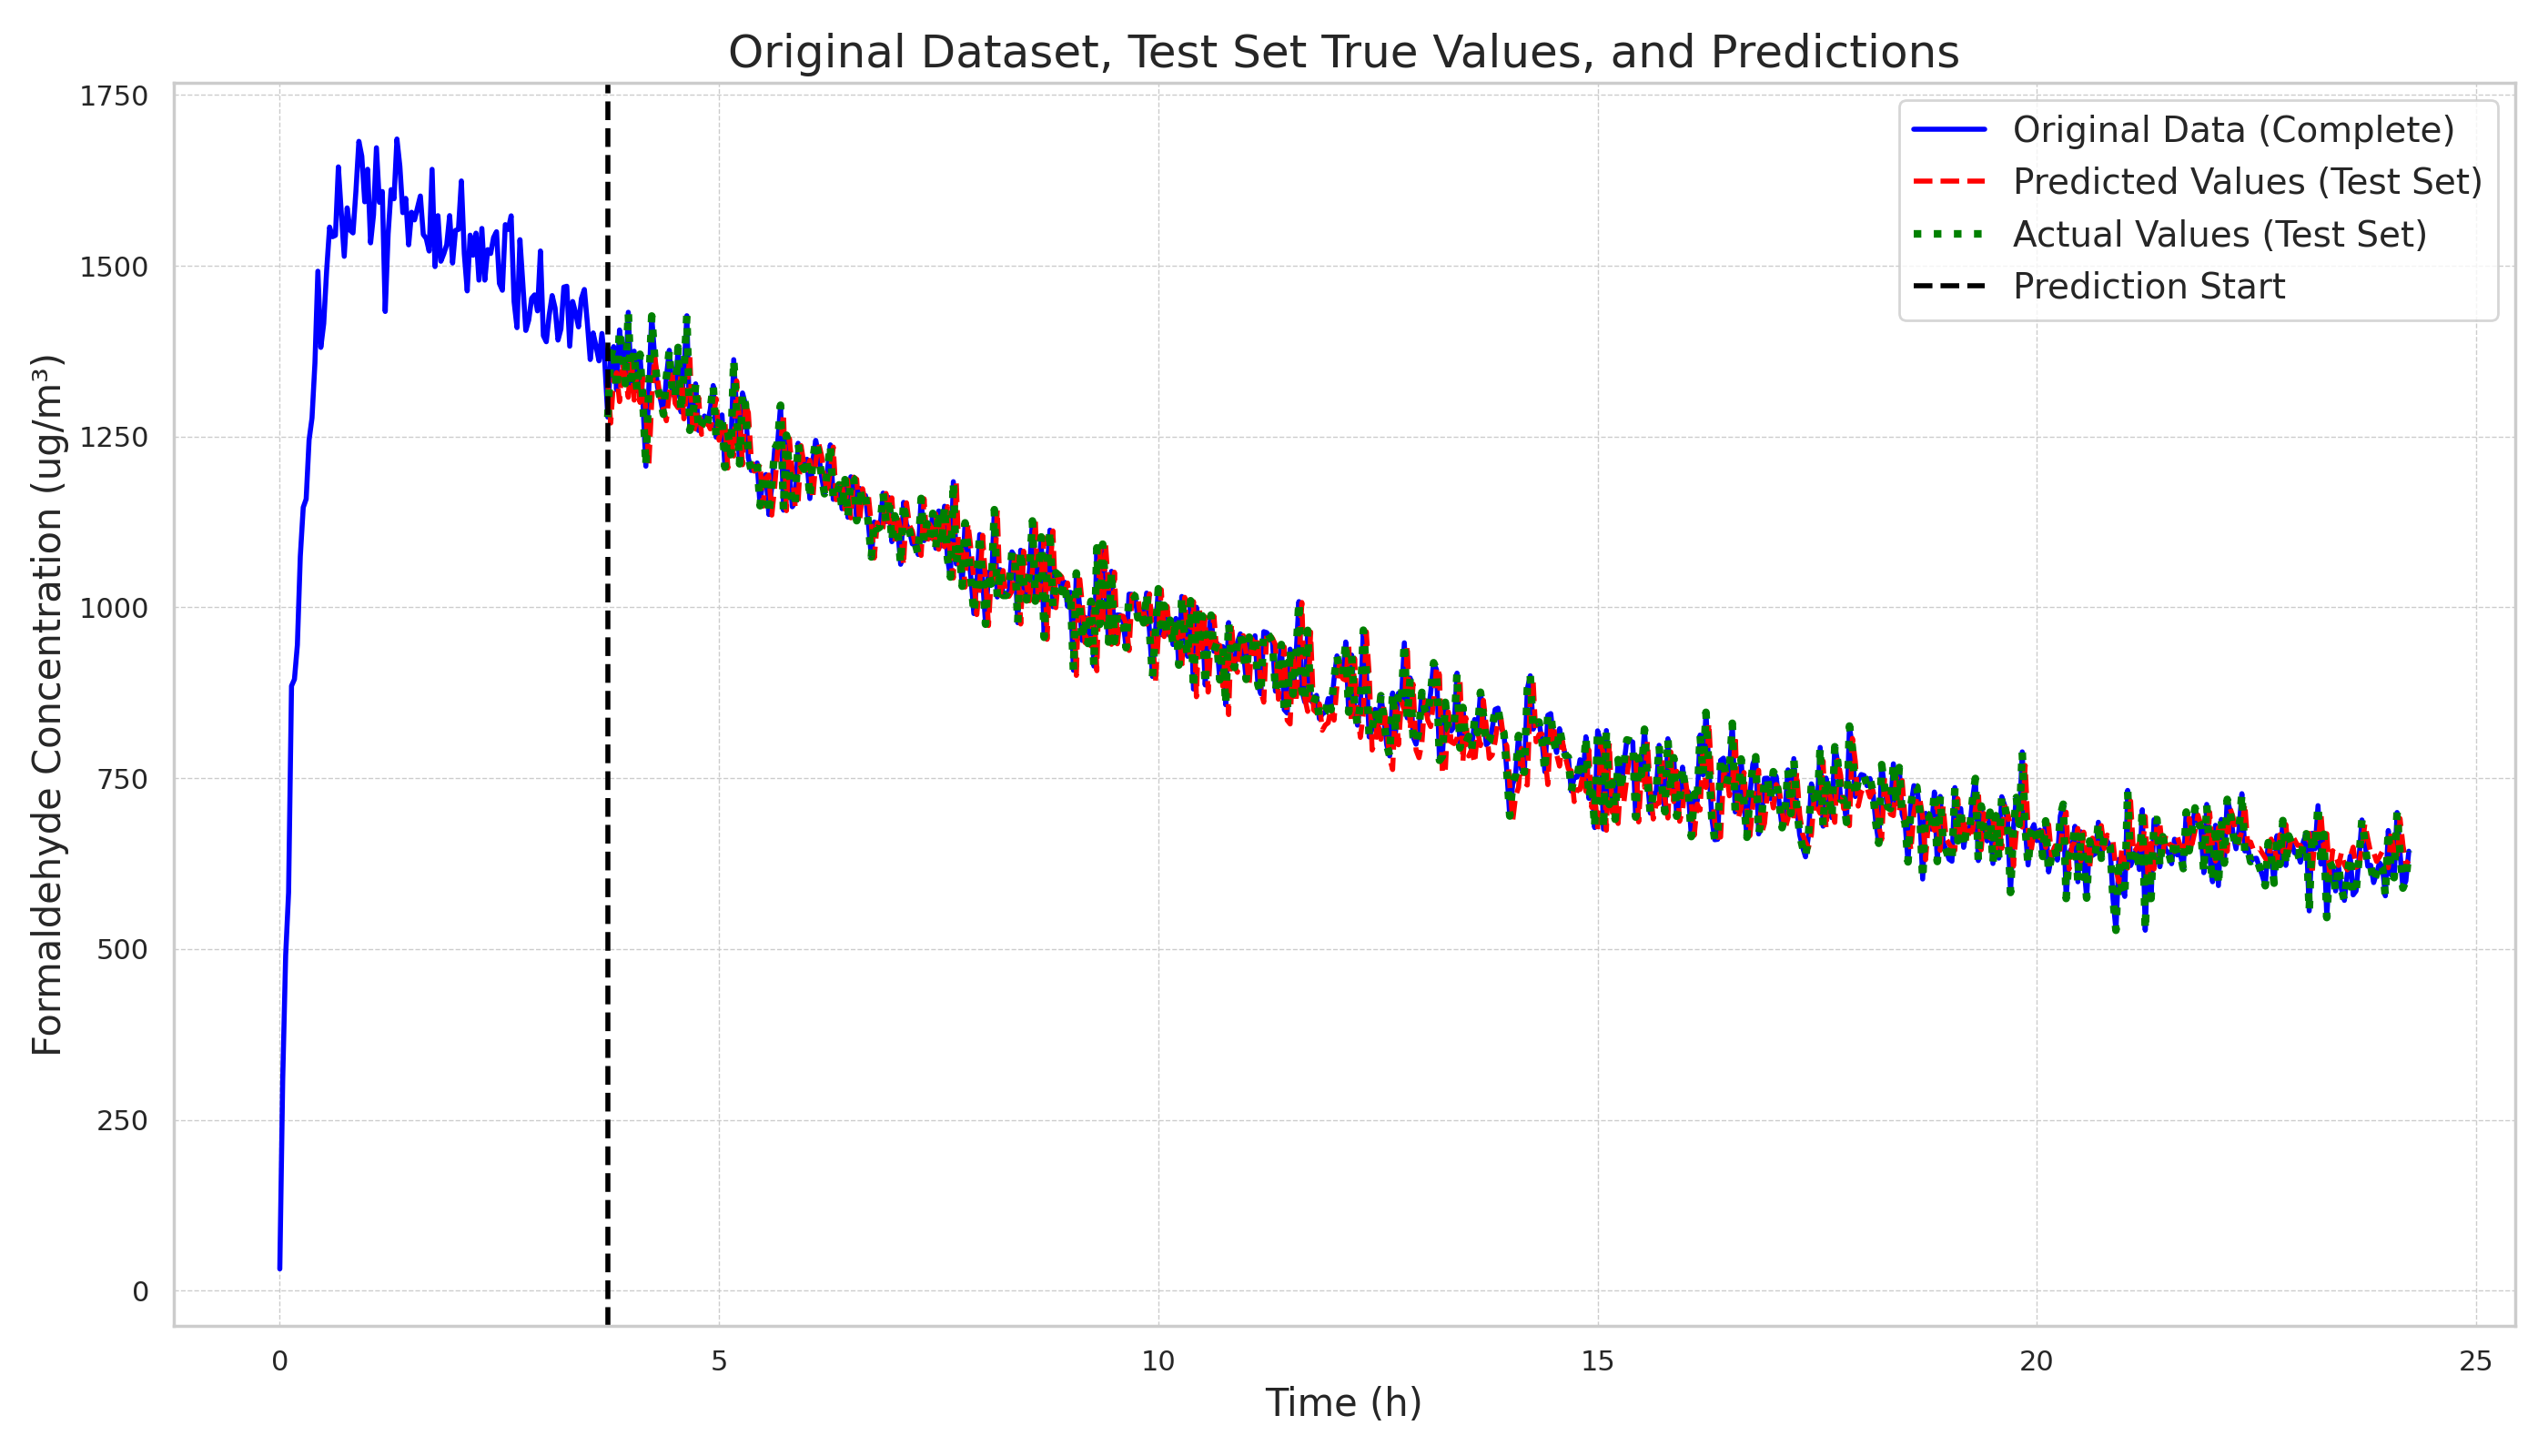 Original Dataset, Test Set True Values, and Predictions
Original Data (Complete)
Predicted Values (Test Set)
Actual Values (Test Set)
Prediction Start
Formaldehyde Concentration (ug/m³)
1750
1500
1250
1000
750
500
250
0
0 5 10 15 20 25
Time (h)